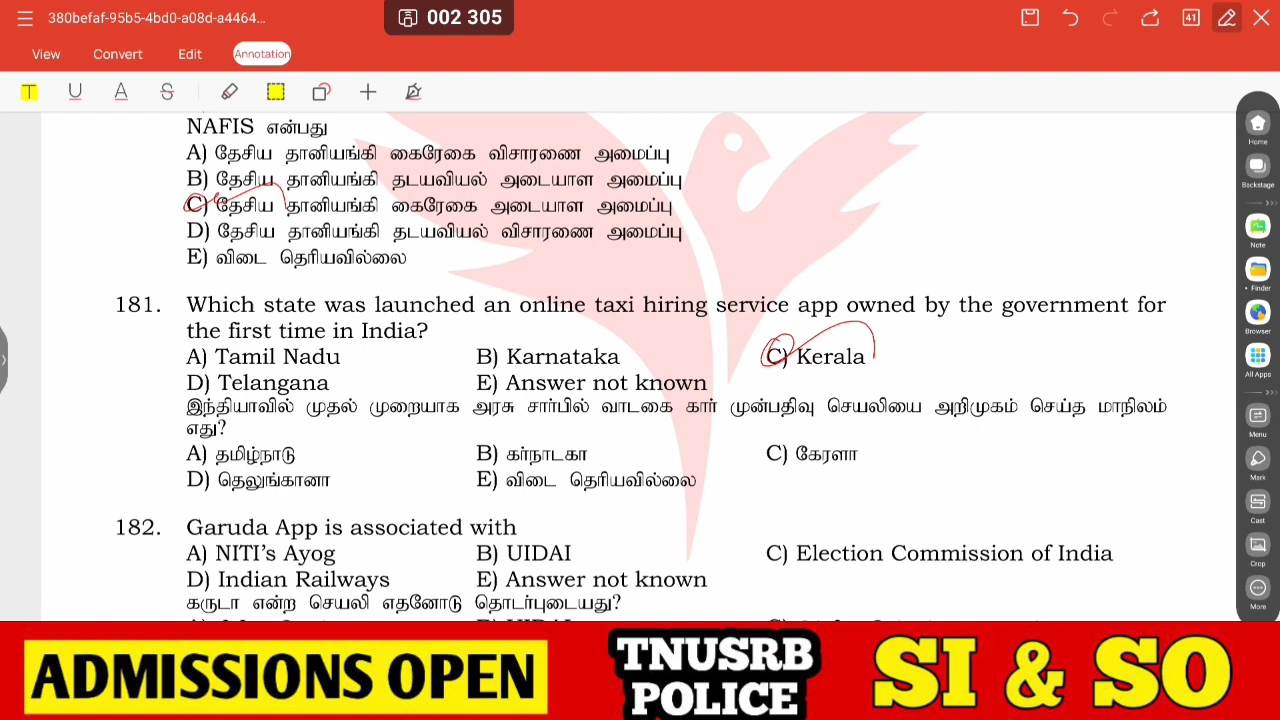 380befaf-95b5-4bd0-a08d-a4464...
002 305
41
View Convert Edit Annotation
T U A S
NAFIS என்பது
A) தேசிய தானியங்கி கைரேகை விசாரணை அமைப்பு
B) தேசிய தானியங்கி தடயவியல் அடையாள அமைப்பு
C) தேசிய தானியங்கி கைரேகை அடையாள அமைப்பு
D) தேசிய தானியங்கி தடயவியல் விசாரணை அமைப்பு
E) விடை தெரியவில்லை
181. Which state was launched an online taxi hiring service app owned by the government for
the first time in India?
A) Tamil Nadu B) Karnataka C) Kerala
D) Telangana E) Answer not known
இந்தியாவில் முதல் முறையாக அரசு சார்பில் வாடகை கார் முன்பதிவு செயலியை அறிமுகம் செய்த மாநிலம்
எது?
A) தமிழ்நாடு B) கர்நாடகா C) கேரளா
D) தெலுங்கானா E) விடை தெரியவில்லை
182. Garuda App is associated with
A) NITI's Ayog B) UIDAI C) Election Commission of India
D) Indian Railways E) Answer not known
கருடா என்ற செயலி எதனோடு தொடர்புடையது?
Home
Backstage
Note
Finder
Browser
All Apps
Menu
Mark
Cast
Crop
More
ADMISSIONS OPEN
TNUSRB
POLICE
SI & SO